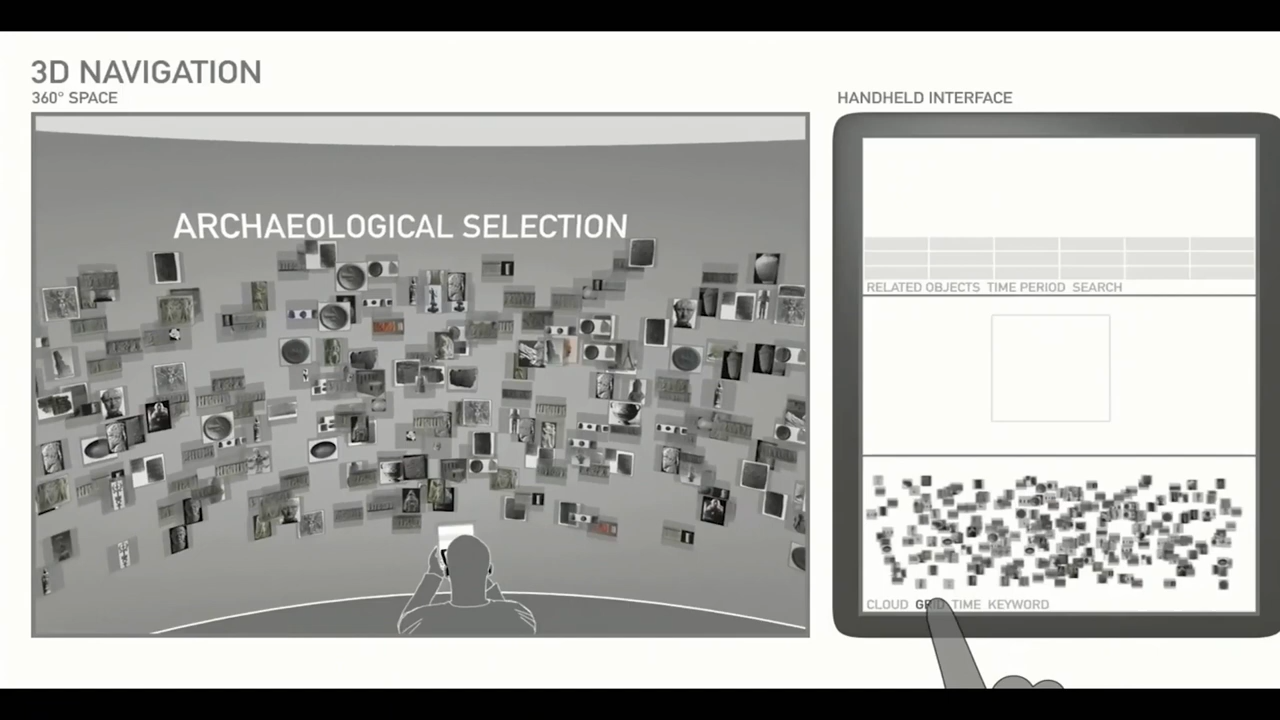 3D NAVIGATION
360° SPACE
HANDHELD INTERFACE
ARCHAEOLOGICAL SELECTION
RELATED OBJECTS TIME PERIOD SEARCH
CLOUD GRID TIME KEYWORD